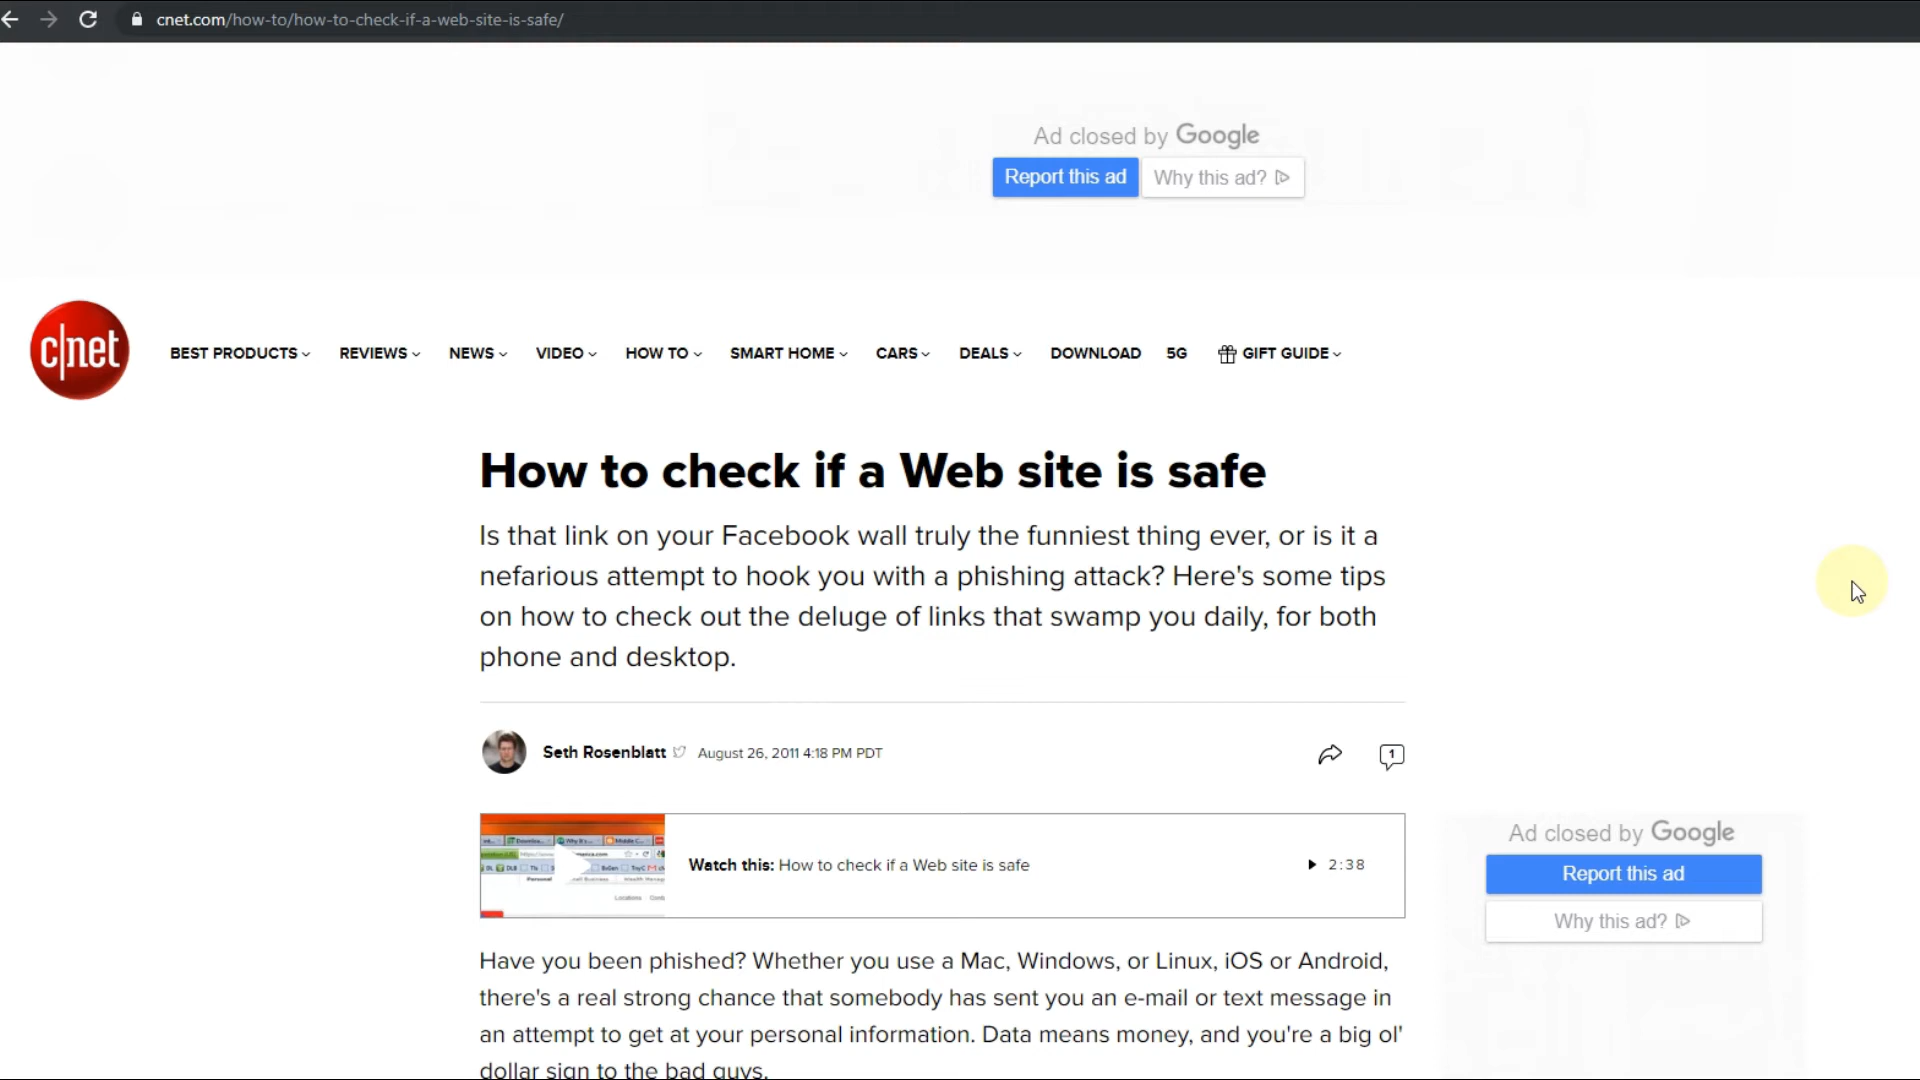 cnet.com/how-to/how-to-check-if-a-web-site-is-safe/
Ad closed by Google
Report this ad
Why this ad?
c|net
BEST PRODUCTS
REVIEWS
NEWS
VIDEO
HOW TO
SMART HOME
CARS
DEALS
DOWNLOAD
5G
GIFT GUIDE
How to check if a Web site is safe
Is that link on your Facebook wall truly the funniest thing ever, or is it a
nefarious attempt to hook you with a phishing attack? Here's some tips
on how to check out the deluge of links that swamp you daily, for both
phone and desktop.
Seth Rosenblatt August 26, 2011 4:18 PM PDT
1
Watch this: How to check if a Web site is safe
2:38
Ad closed by Google
Report this ad
Why this ad?
Have you been phished? Whether you use a Mac, Windows, or Linux, iOS or Android,
there's a real strong chance that somebody has sent you an e-mail or text message in
an attempt to get at your personal information. Data means money, and you're a big ol'
dollar sign to the bad guys.